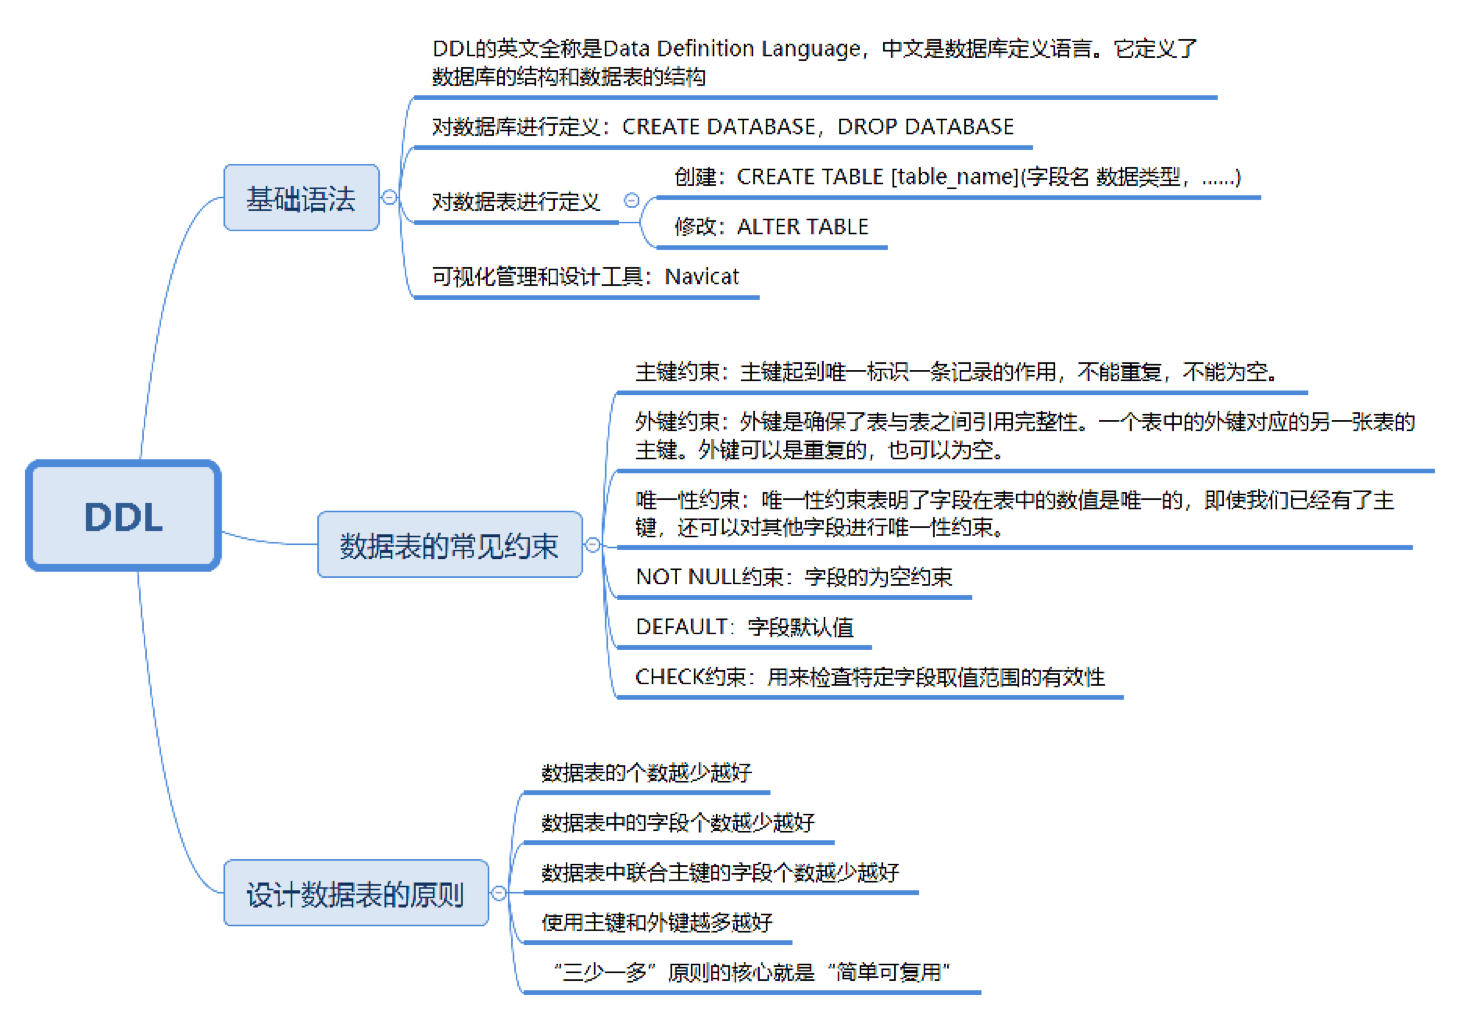 DDL的英文全称是Data Definition Language，中文是数据库定义语言。它定义了
数据库的结构和数据表的结构
对数据库进行定义：CREATE DATABASE，DROP DATABASE
基础语法
对数据表进行定义
创建：CREATE TABLE [table_name](字段名 数据类型，......)
修改：ALTER TABLE
可视化管理和设计工具：Navicat
DDL
数据表的常见约束
主键约束：主键起到唯一标识一条记录的作用，不能重复，不能为空。
外键约束：外键是确保了表与表之间引用完整性。一个表中的外键对应的另一张表的
主键。外键可以是重复的，也可以为空。
唯一性约束：唯一性约束表明了字段在表中的数值是唯一的，即使我们已经有了主
键，还可以对其他字段进行唯一性约束。
NOT NULL约束：字段的为空约束
DEFAULT：字段默认值
CHECK约束：用来检查特定字段取值范围的有效性
设计数据表的原则
数据表的个数越少越好
数据表中的字段个数越少越好
数据表中联合主键的字段个数越少越好
使用主键和外键越多越好
“三少一多”原则的核心就是“简单可复用”